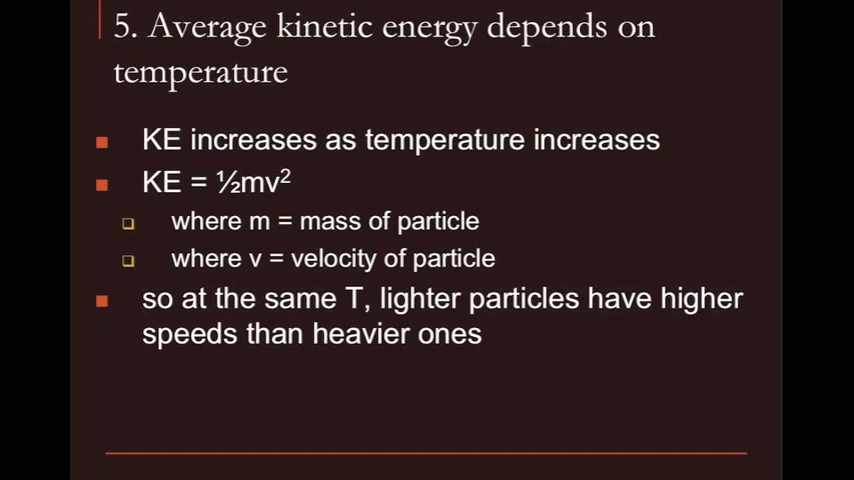 5. Average kinetic energy depends on
temperature
KE increases as temperature increases
KE = ½mv²
where m = mass of particle
where v = velocity of particle
so at the same T, lighter particles have higher
speeds than heavier ones